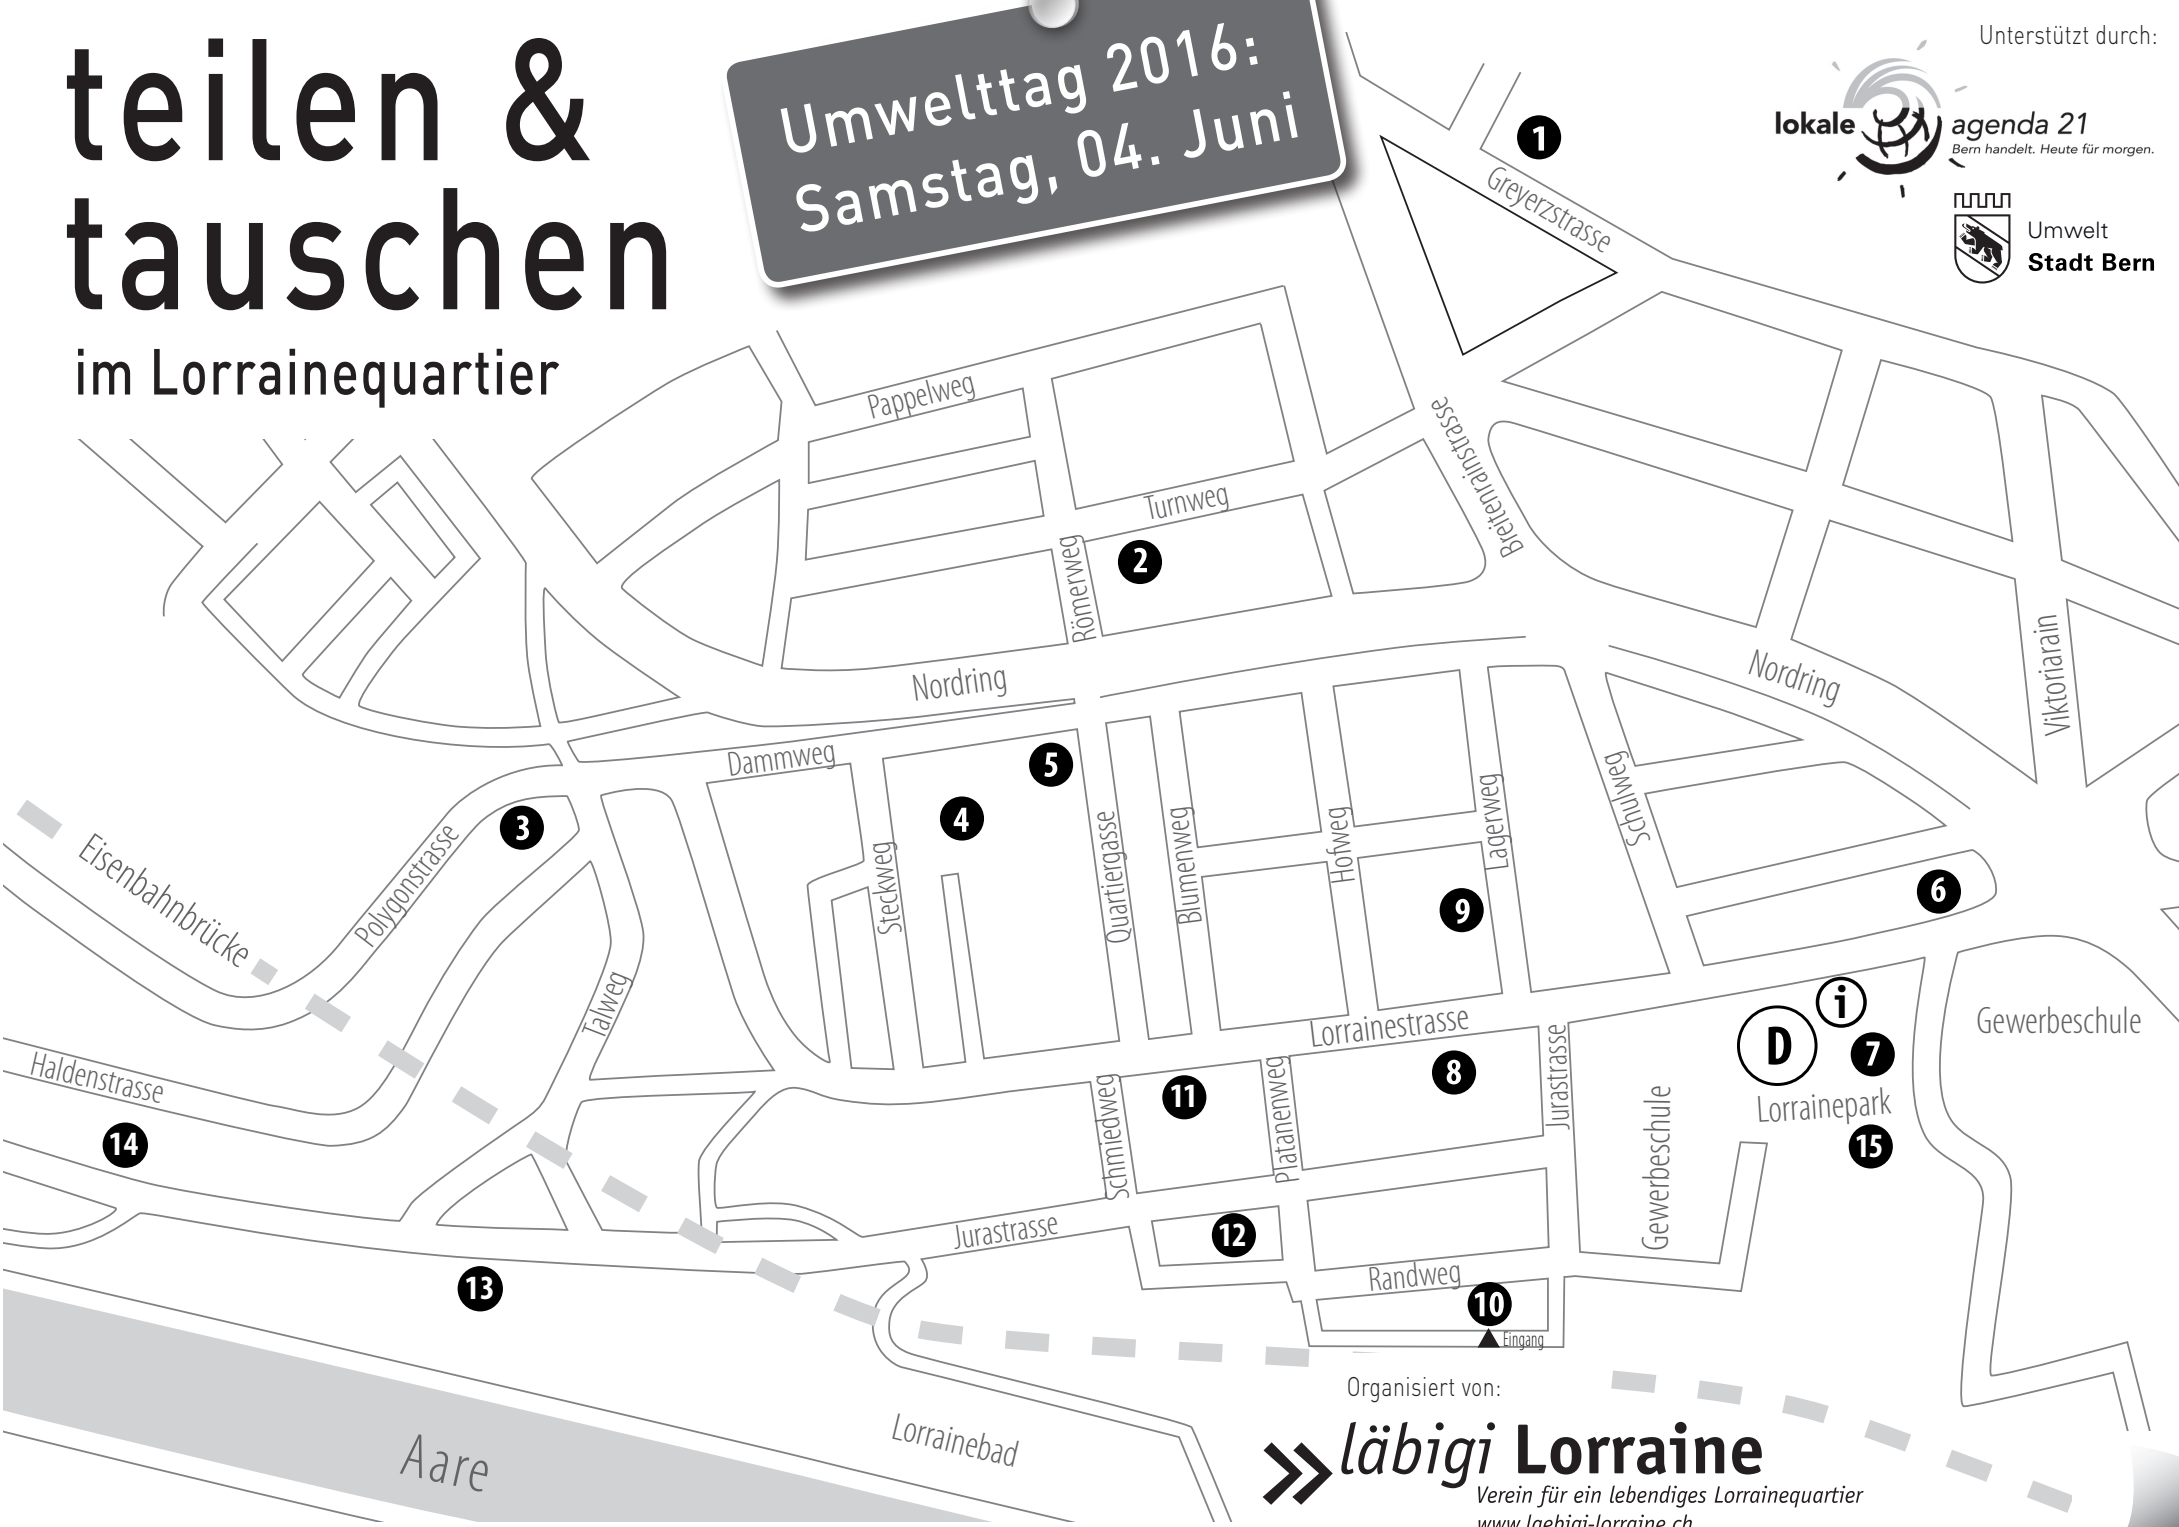 teilen &
tauschen
im Lorrainequartier
Umwelttag 2016:
Samstag, 04. Juni
Unterstützt durch:
lokale agenda 21
Bern handelt. Heute für morgen.
Umwelt
Stadt Bern
1
Greyerzstrasse
Pappelweg
Breitenrainstrasse
Turnweg
Römerweg
2
Nordring
Nordring
Viktoriarain
Dammweg
5
4
3
Schulweg
Lagerweg
Hofweg
Blumenweg
Quartiergasse
Steckweg
Polygonstrasse
Eisenbahnbrücke
6
9
Talweg
Lorrainestrasse
i
D
7
Gewerbeschule
Lorrainepark
15
Gewerbeschule
Jurastrasse
8
Platanenweg
11
Schmiedweg
Haldenstrasse
14
Jurastrasse
12
Randweg
10
Eingang
13
Aare
Lorrainebad
Organisiert von:
läbigi Lorraine
Verein für ein lebendiges Lorrainequartier
www.laebigi-lorraine.ch